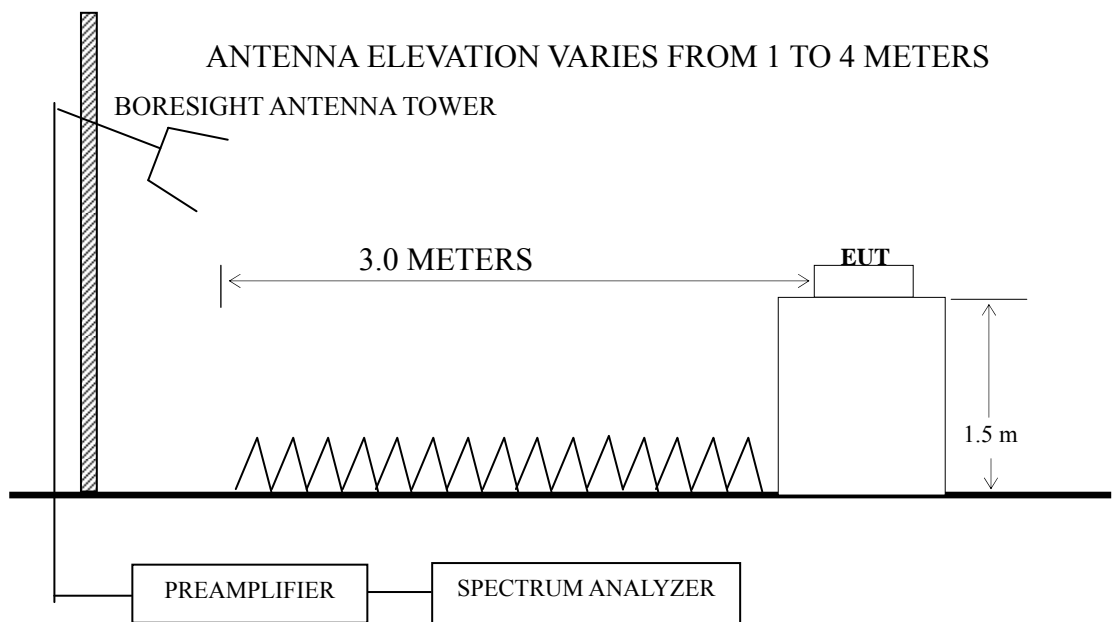 ANTENNA ELEVATION VARIES FROM 1 TO 4 METERS
BORESIGHT ANTENNA TOWER
3.0 METERS
EUT
1.5 m
PREAMPLIFIER
SPECTRUM ANALYZER